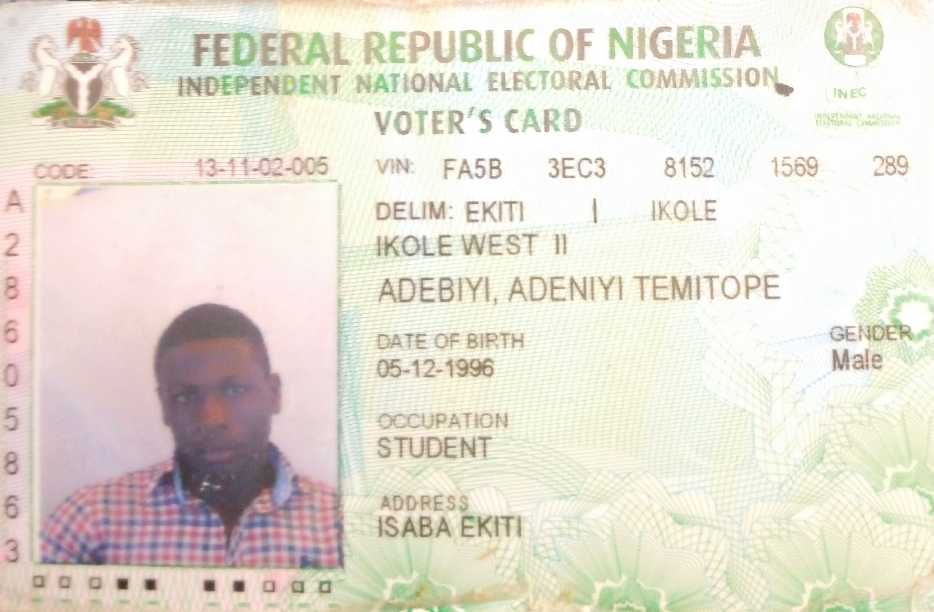 FEDERAL REPUBLIC OF NIGERIA
INDEPENDENT NATIONAL ELECTORAL COMMISSION
VOTER'S CARD
INEC
INDEPENDENT NATIONAL
ELECTORAL COMMISSION
CODE 13-11-02-005
VIN: FA5B 3EC3 8152 1569 289
DELIM: EKITI | IKOLE
IKOLE WEST II
ADEBIYI, ADENIYI TEMITOPE
DATE OF BIRTH
05-12-1996
GENDER
Male
OCCUPATION
STUDENT
ADDRESS
ISABA EKITI
A
2
8
6
0
5
8
6
3